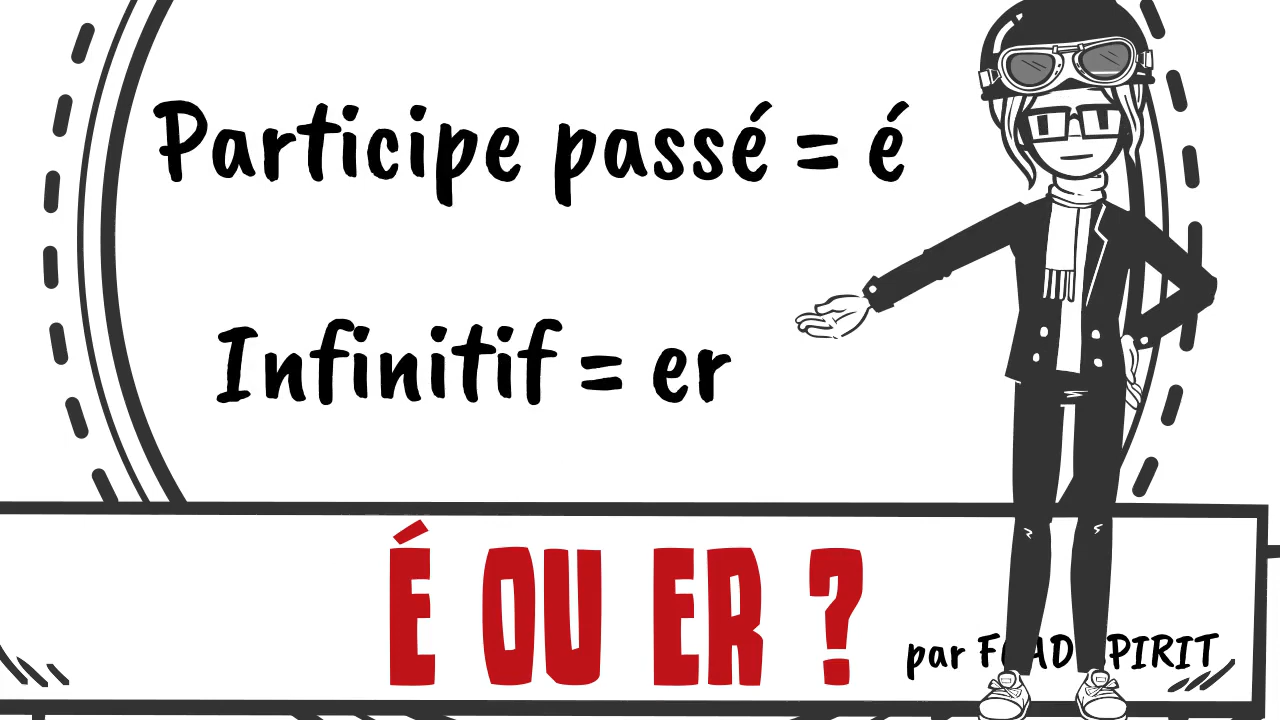 Participe passé = é
Infinitif = er
É OU ER ?
par